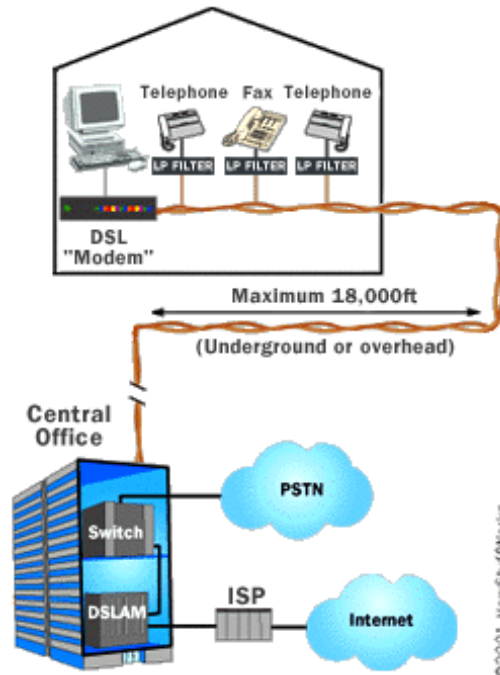 Telephone Fax Telephone
LP FILTER LP FILTER LP FILTER
DSL
"Modem"
Maximum 18,000ft
(Underground or overhead)
Central
Office
PSTN
Switch
DSLAM
ISP
Internet